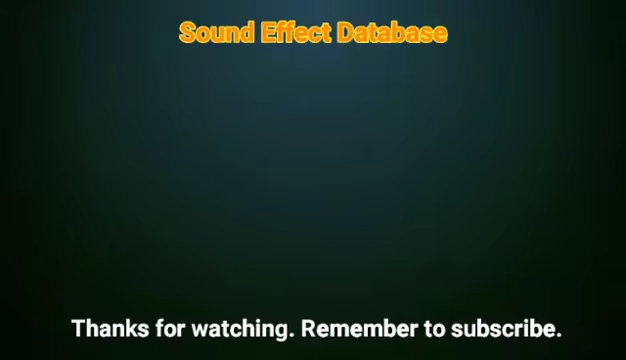 Sound Effect Database
Thanks for watching. Remember to subscribe.